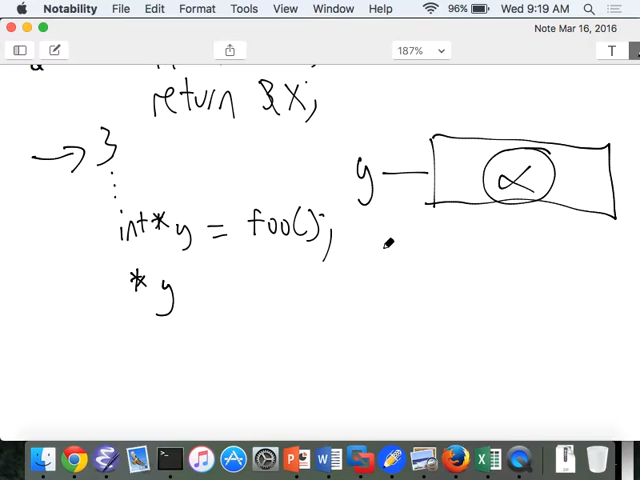 Notability File Edit Format Tools View Window Help 96% Wed 9:19 AM
Note Mar 16, 2016
187% T
return &X;
}
int* y = foo();
* y
y
α